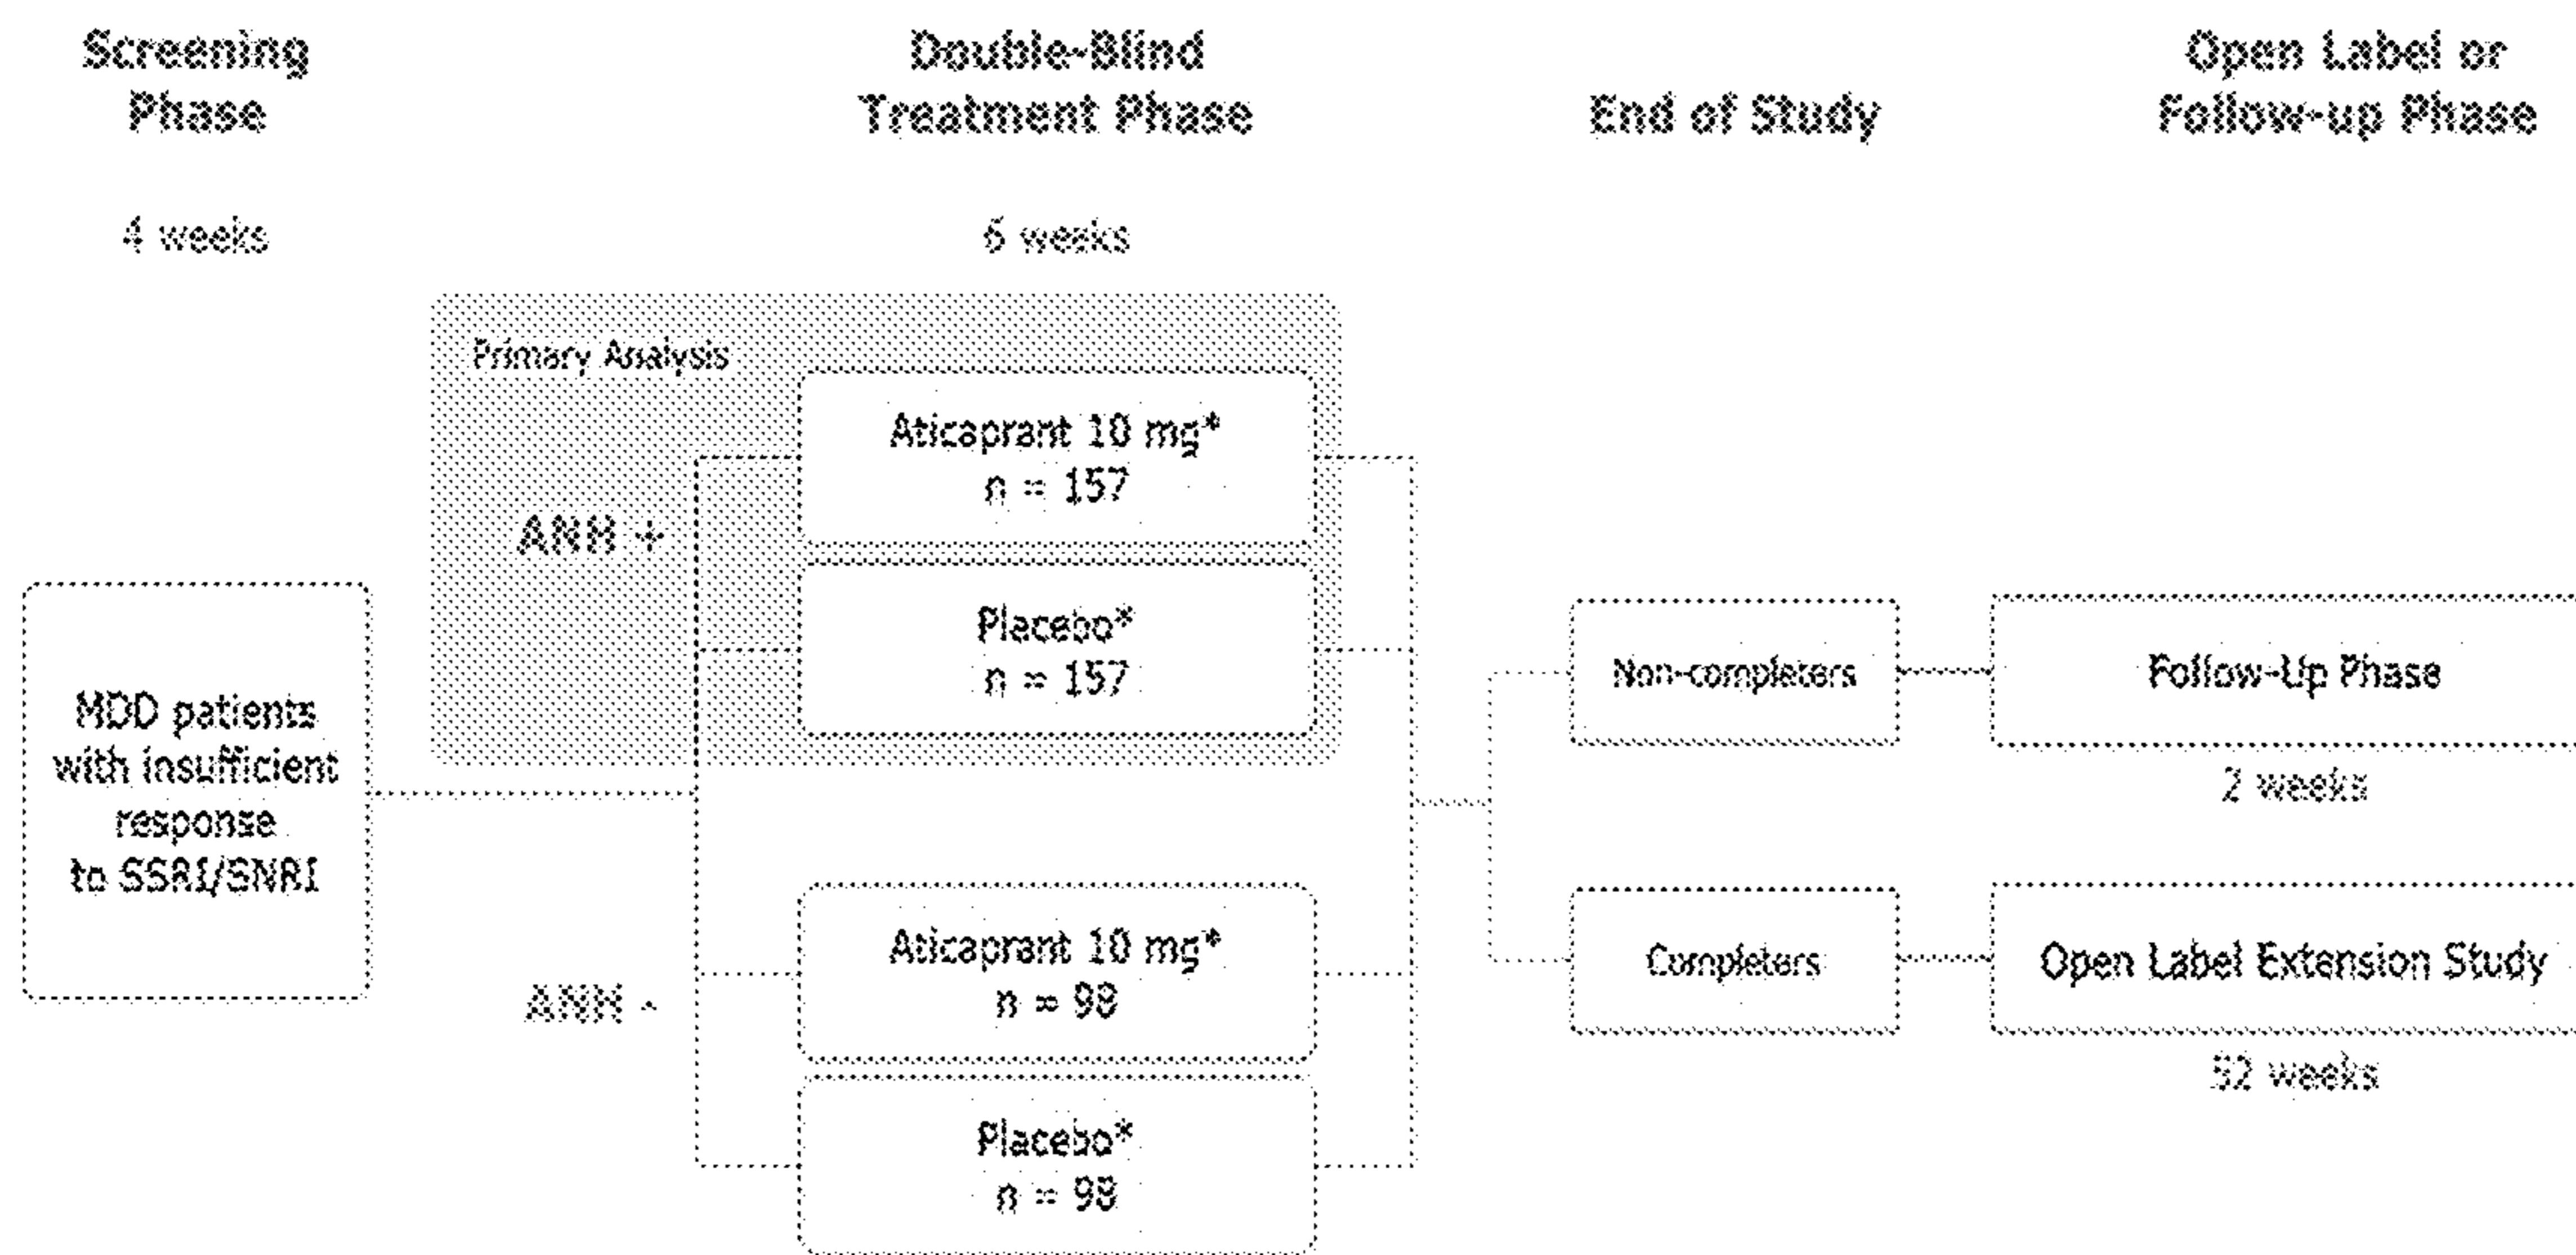 Screening
Phase
4 weeks
Double-Blind
Treatment Phase
6 weeks
End of Study
Open Label or
Follow-up Phase
Primary Analysis
ANH +
Aticaprant 10 mg*
n = 157
Placebo*
n = 157
MDD patients
with insufficient
response
to SSRI/SNRI
ANH -
Aticaprant 10 mg*
n = 98
Placebo*
n = 98
Non-completers
Follow-Up Phase
2 weeks
Completers
Open Label Extension Study
52 weeks